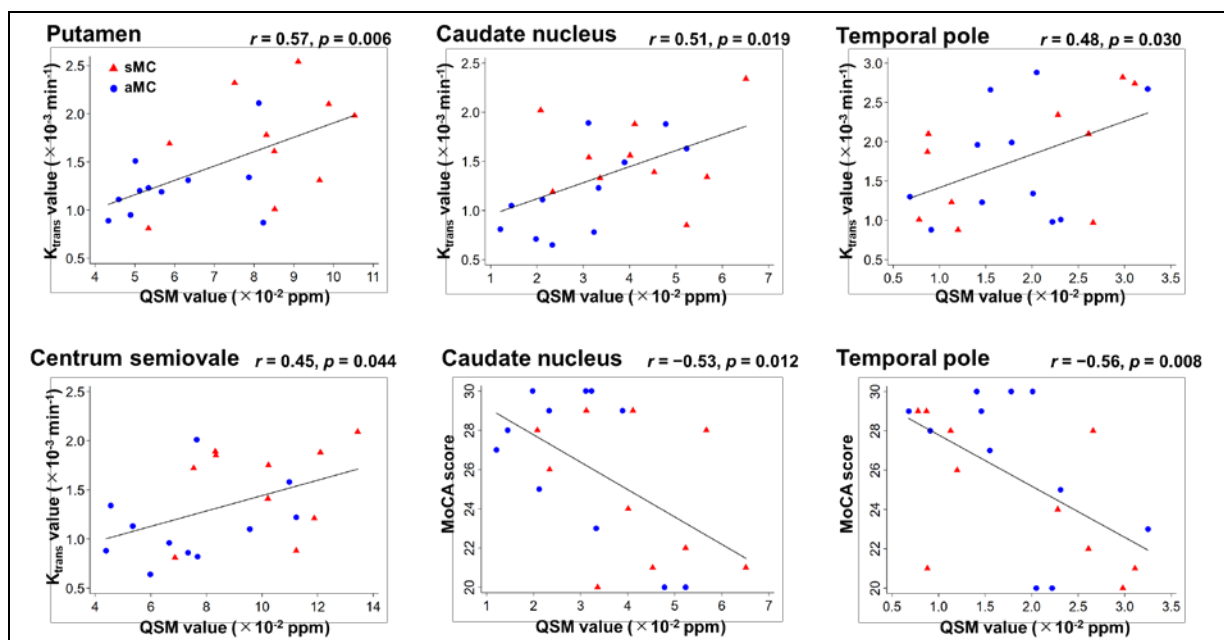 Putamen
r = 0.57, p = 0.006
sMC
aMC
Ktrans value (×10-3 min-1)
2.5
2.0
1.5
1.0
0.5
4 5 6 7 8 9 10 11
QSM value (×10-2 ppm)
Caudate nucleus
r = 0.51, p = 0.019
Ktrans value (×10-3 min-1)
2.5
2.0
1.5
1.0
0.5
1 2 3 4 5 6 7
QSM value (×10-2 ppm)
Temporal pole
r = 0.48, p = 0.030
Ktrans value (×10-3 min-1)
3.0
2.5
2.0
1.5
1.0
0.5
0.5 1.0 1.5 2.0 2.5 3.0 3.5
QSM value (×10-2 ppm)
Centrum semiovale
r = 0.45, p = 0.044
Ktrans value (×10-3 min-1)
2.5
2.0
1.5
1.0
0.5
4 6 8 10 12 14
QSM value (×10-2 ppm)
Caudate nucleus
r = −0.53, p = 0.012
MoCA score
30
28
26
24
22
20
1 2 3 4 5 6 7
QSM value (×10-2 ppm)
Temporal pole
r = −0.56, p = 0.008
MoCA score
30
28
26
24
22
20
0.5 1.0 1.5 2.0 2.5 3.0 3.5
QSM value (×10-2 ppm)